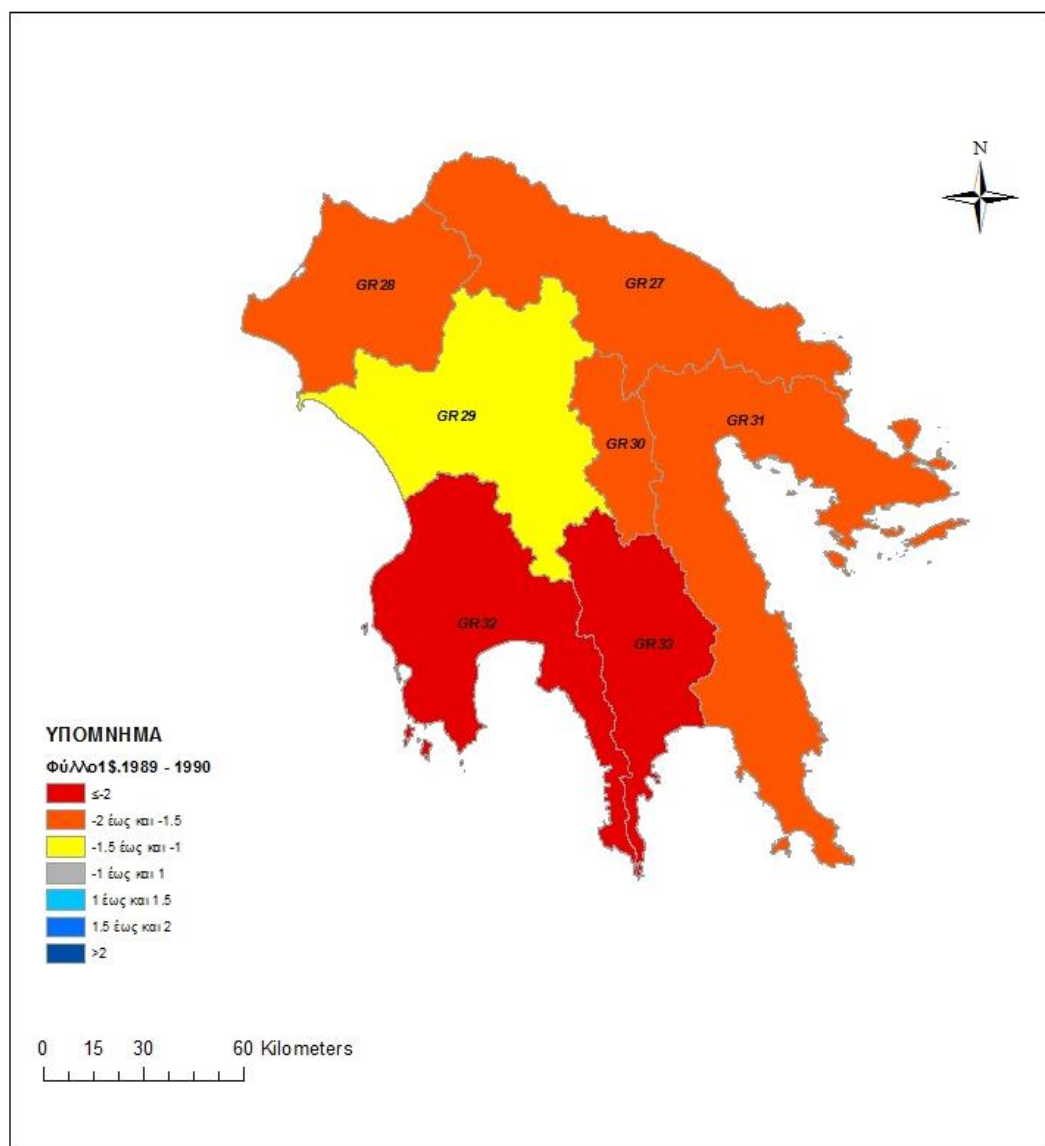 N
GR27
GR28
GR29
GR30
GR31
GR32
GR33
ΥΠΟΜΝΗΜΑ
Φύλλο1$.1989 - 1990
≤-2
-2 έως και -1.5
-1.5 έως και -1
-1 έως και 1
1 έως και 1.5
1.5 έως και 2
>2
0 15 30 60 Kilometers